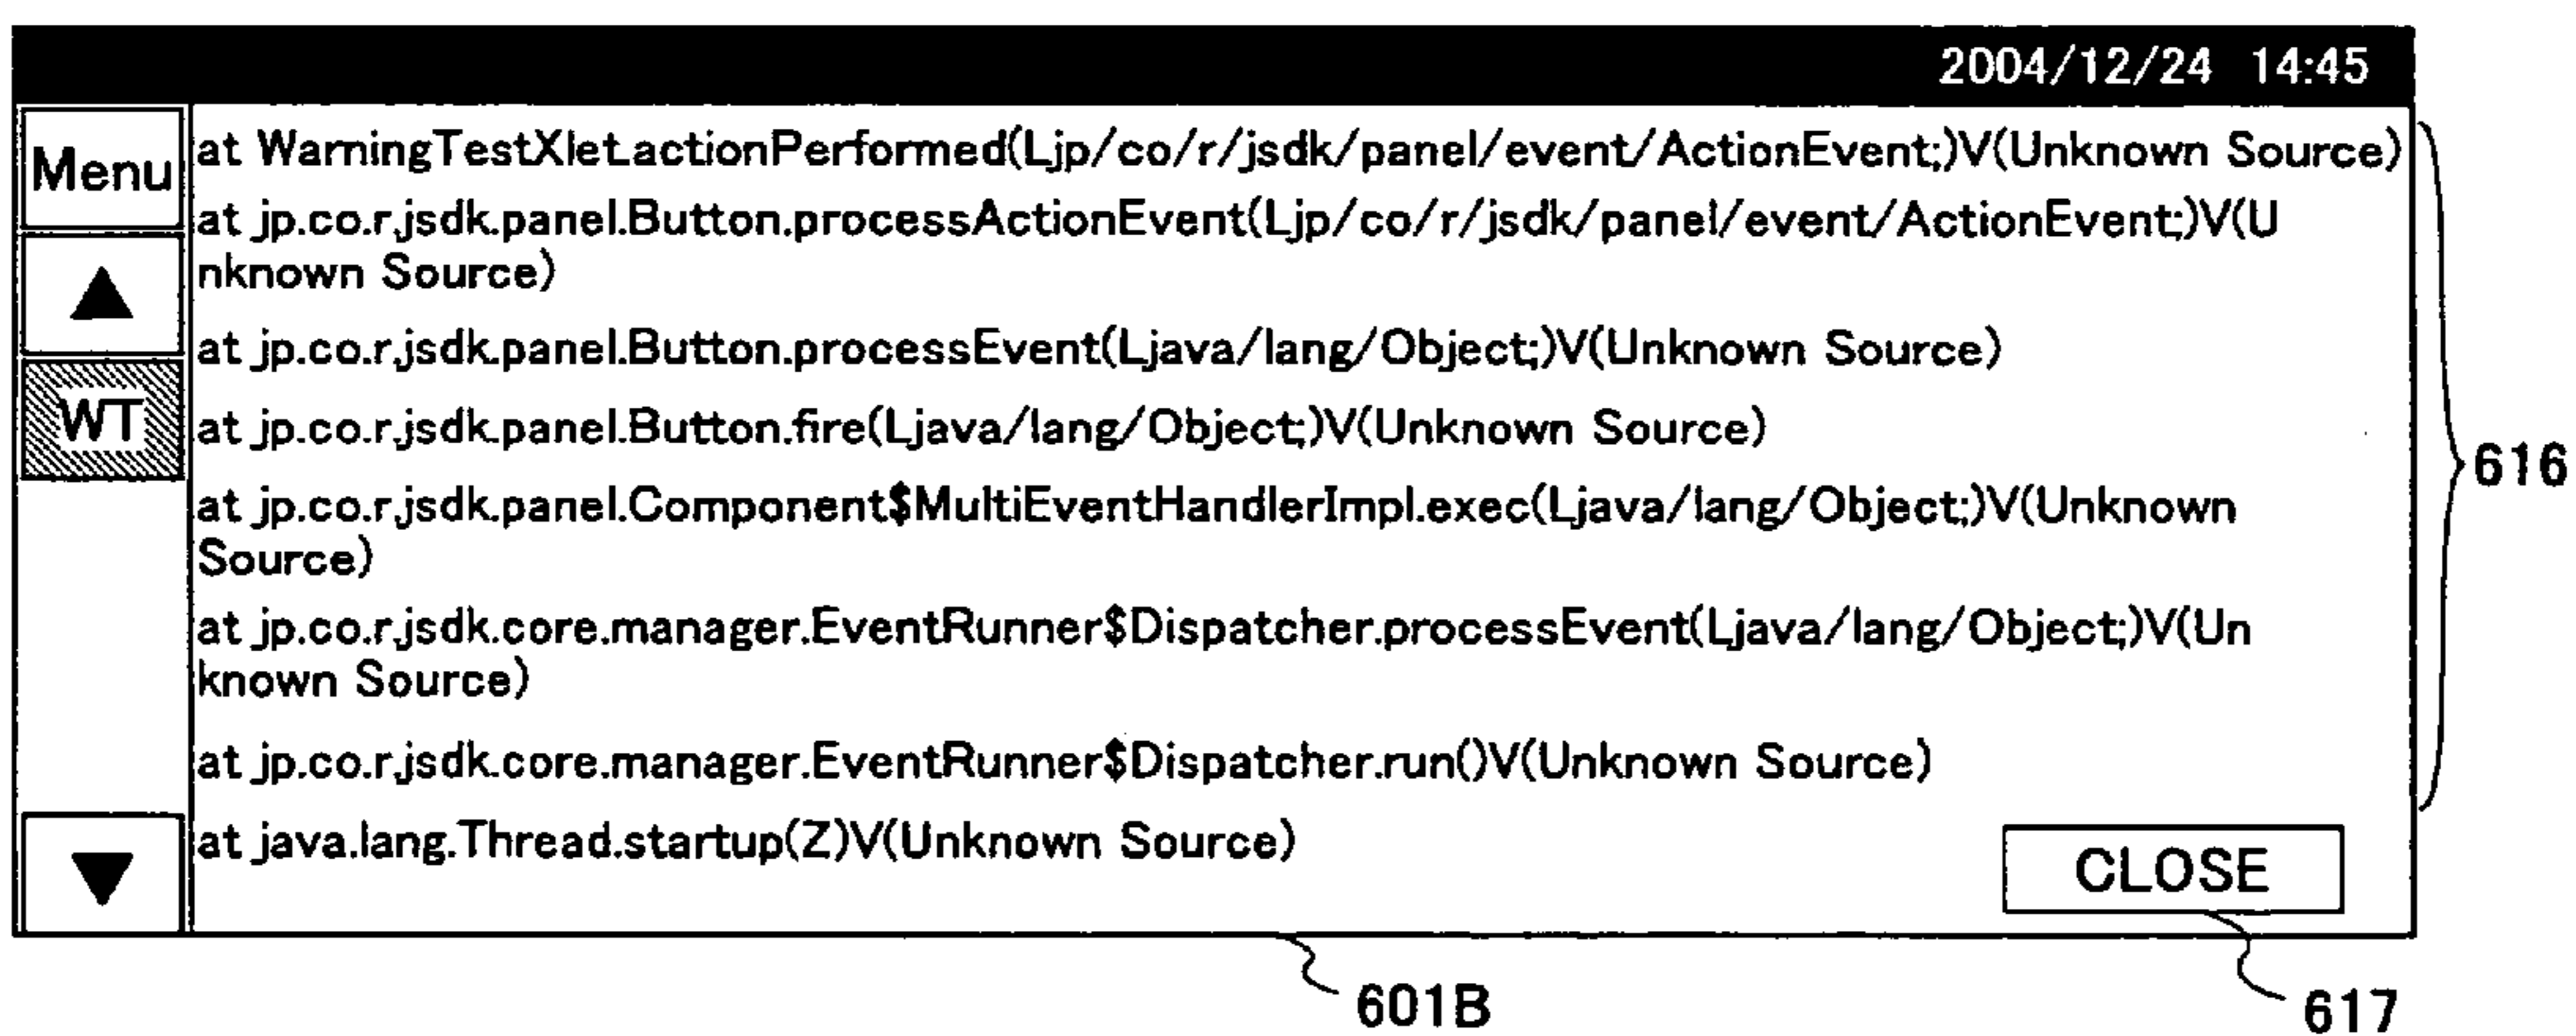 2004/12/24 14:45
Menu
WT
at WarningTestXlet.actionPerformed(Ljp/co/r/jsdk/panel/event/ActionEvent;)V(Unknown Source)
at jp.co.r.jsdk.panel.Button.processActionEvent(Ljp/co/r/jsdk/panel/event/ActionEvent;)V(U
nknown Source)
at jp.co.r.jsdk.panel.Button.processEvent(Ljava/lang/Object;)V(Unknown Source)
at jp.co.r.jsdk.panel.Button.fire(Ljava/lang/Object;)V(Unknown Source)
at jp.co.r.jsdk.panel.Component$MultiEventHandlerImpl.exec(Ljava/lang/Object;)V(Unknown
Source)
at jp.co.r.jsdk.core.manager.EventRunner$Dispatcher.processEvent(Ljava/lang/Object;)V(Un
known Source)
at jp.co.r.jsdk.core.manager.EventRunner$Dispatcher.run()V(Unknown Source)
at java.lang.Thread.startup(Z)V(Unknown Source)
CLOSE
616
601B
617